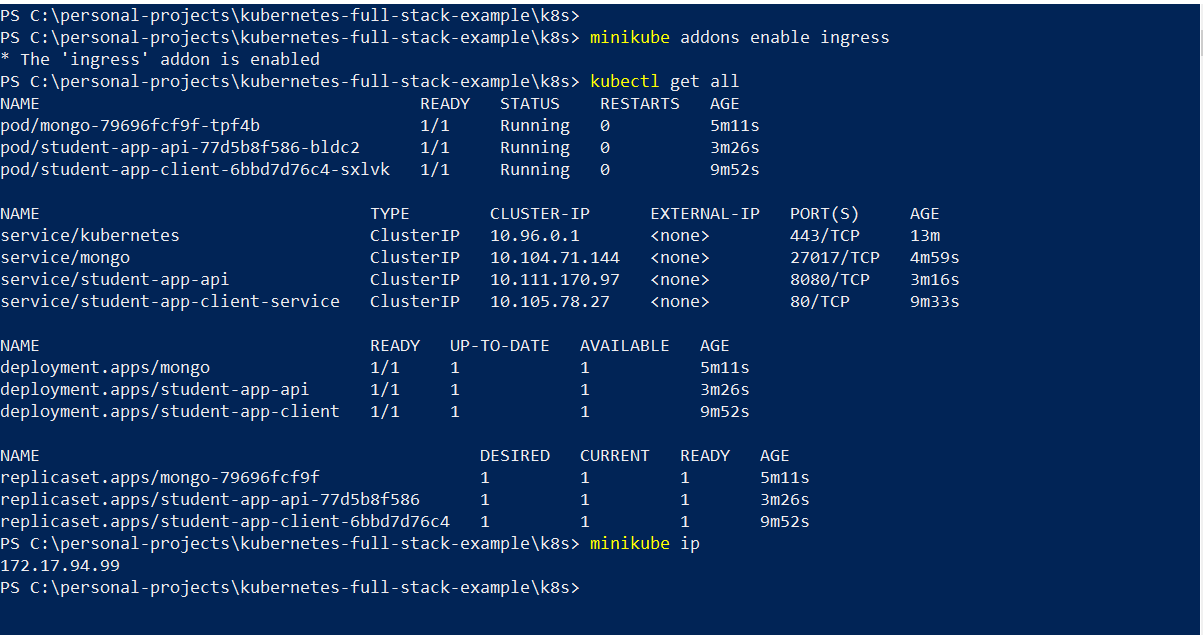 PS C:\personal-projects\kubernetes-full-stack-example\k8s>
PS C:\personal-projects\kubernetes-full-stack-example\k8s> minikube addons enable ingress
* The 'ingress' addon is enabled
PS C:\personal-projects\kubernetes-full-stack-example\k8s> kubectl get all
NAME                                      READY   STATUS    RESTARTS   AGE
pod/mongo-79696fcf9f-tpf4b                1/1     Running   0          5m11s
pod/student-app-api-77d5b8f586-bldc2      1/1     Running   0          3m26s
pod/student-app-client-6bbd7d76c4-sxlvk   1/1     Running   0          9m52s

NAME                                 TYPE        CLUSTER-IP      EXTERNAL-IP   PORT(S)     AGE
service/kubernetes                   ClusterIP   10.96.0.1       <none>        443/TCP     13m
service/mongo                        ClusterIP   10.104.71.144   <none>        27017/TCP   4m59s
service/student-app-api              ClusterIP   10.111.170.97   <none>        8080/TCP    3m16s
service/student-app-client-service   ClusterIP   10.105.78.27    <none>        80/TCP      9m33s

NAME                                 READY   UP-TO-DATE   AVAILABLE   AGE
deployment.apps/mongo                1/1     1            1           5m11s
deployment.apps/student-app-api      1/1     1            1           3m26s
deployment.apps/student-app-client   1/1     1            1           9m52s

NAME                                            DESIRED   CURRENT   READY   AGE
replicaset.apps/mongo-79696fcf9f                1         1         1       5m11s
replicaset.apps/student-app-api-77d5b8f586      1         1         1       3m26s
replicaset.apps/student-app-client-6bbd7d76c4   1         1         1       9m52s
PS C:\personal-projects\kubernetes-full-stack-example\k8s> minikube ip
172.17.94.99
PS C:\personal-projects\kubernetes-full-stack-example\k8s>